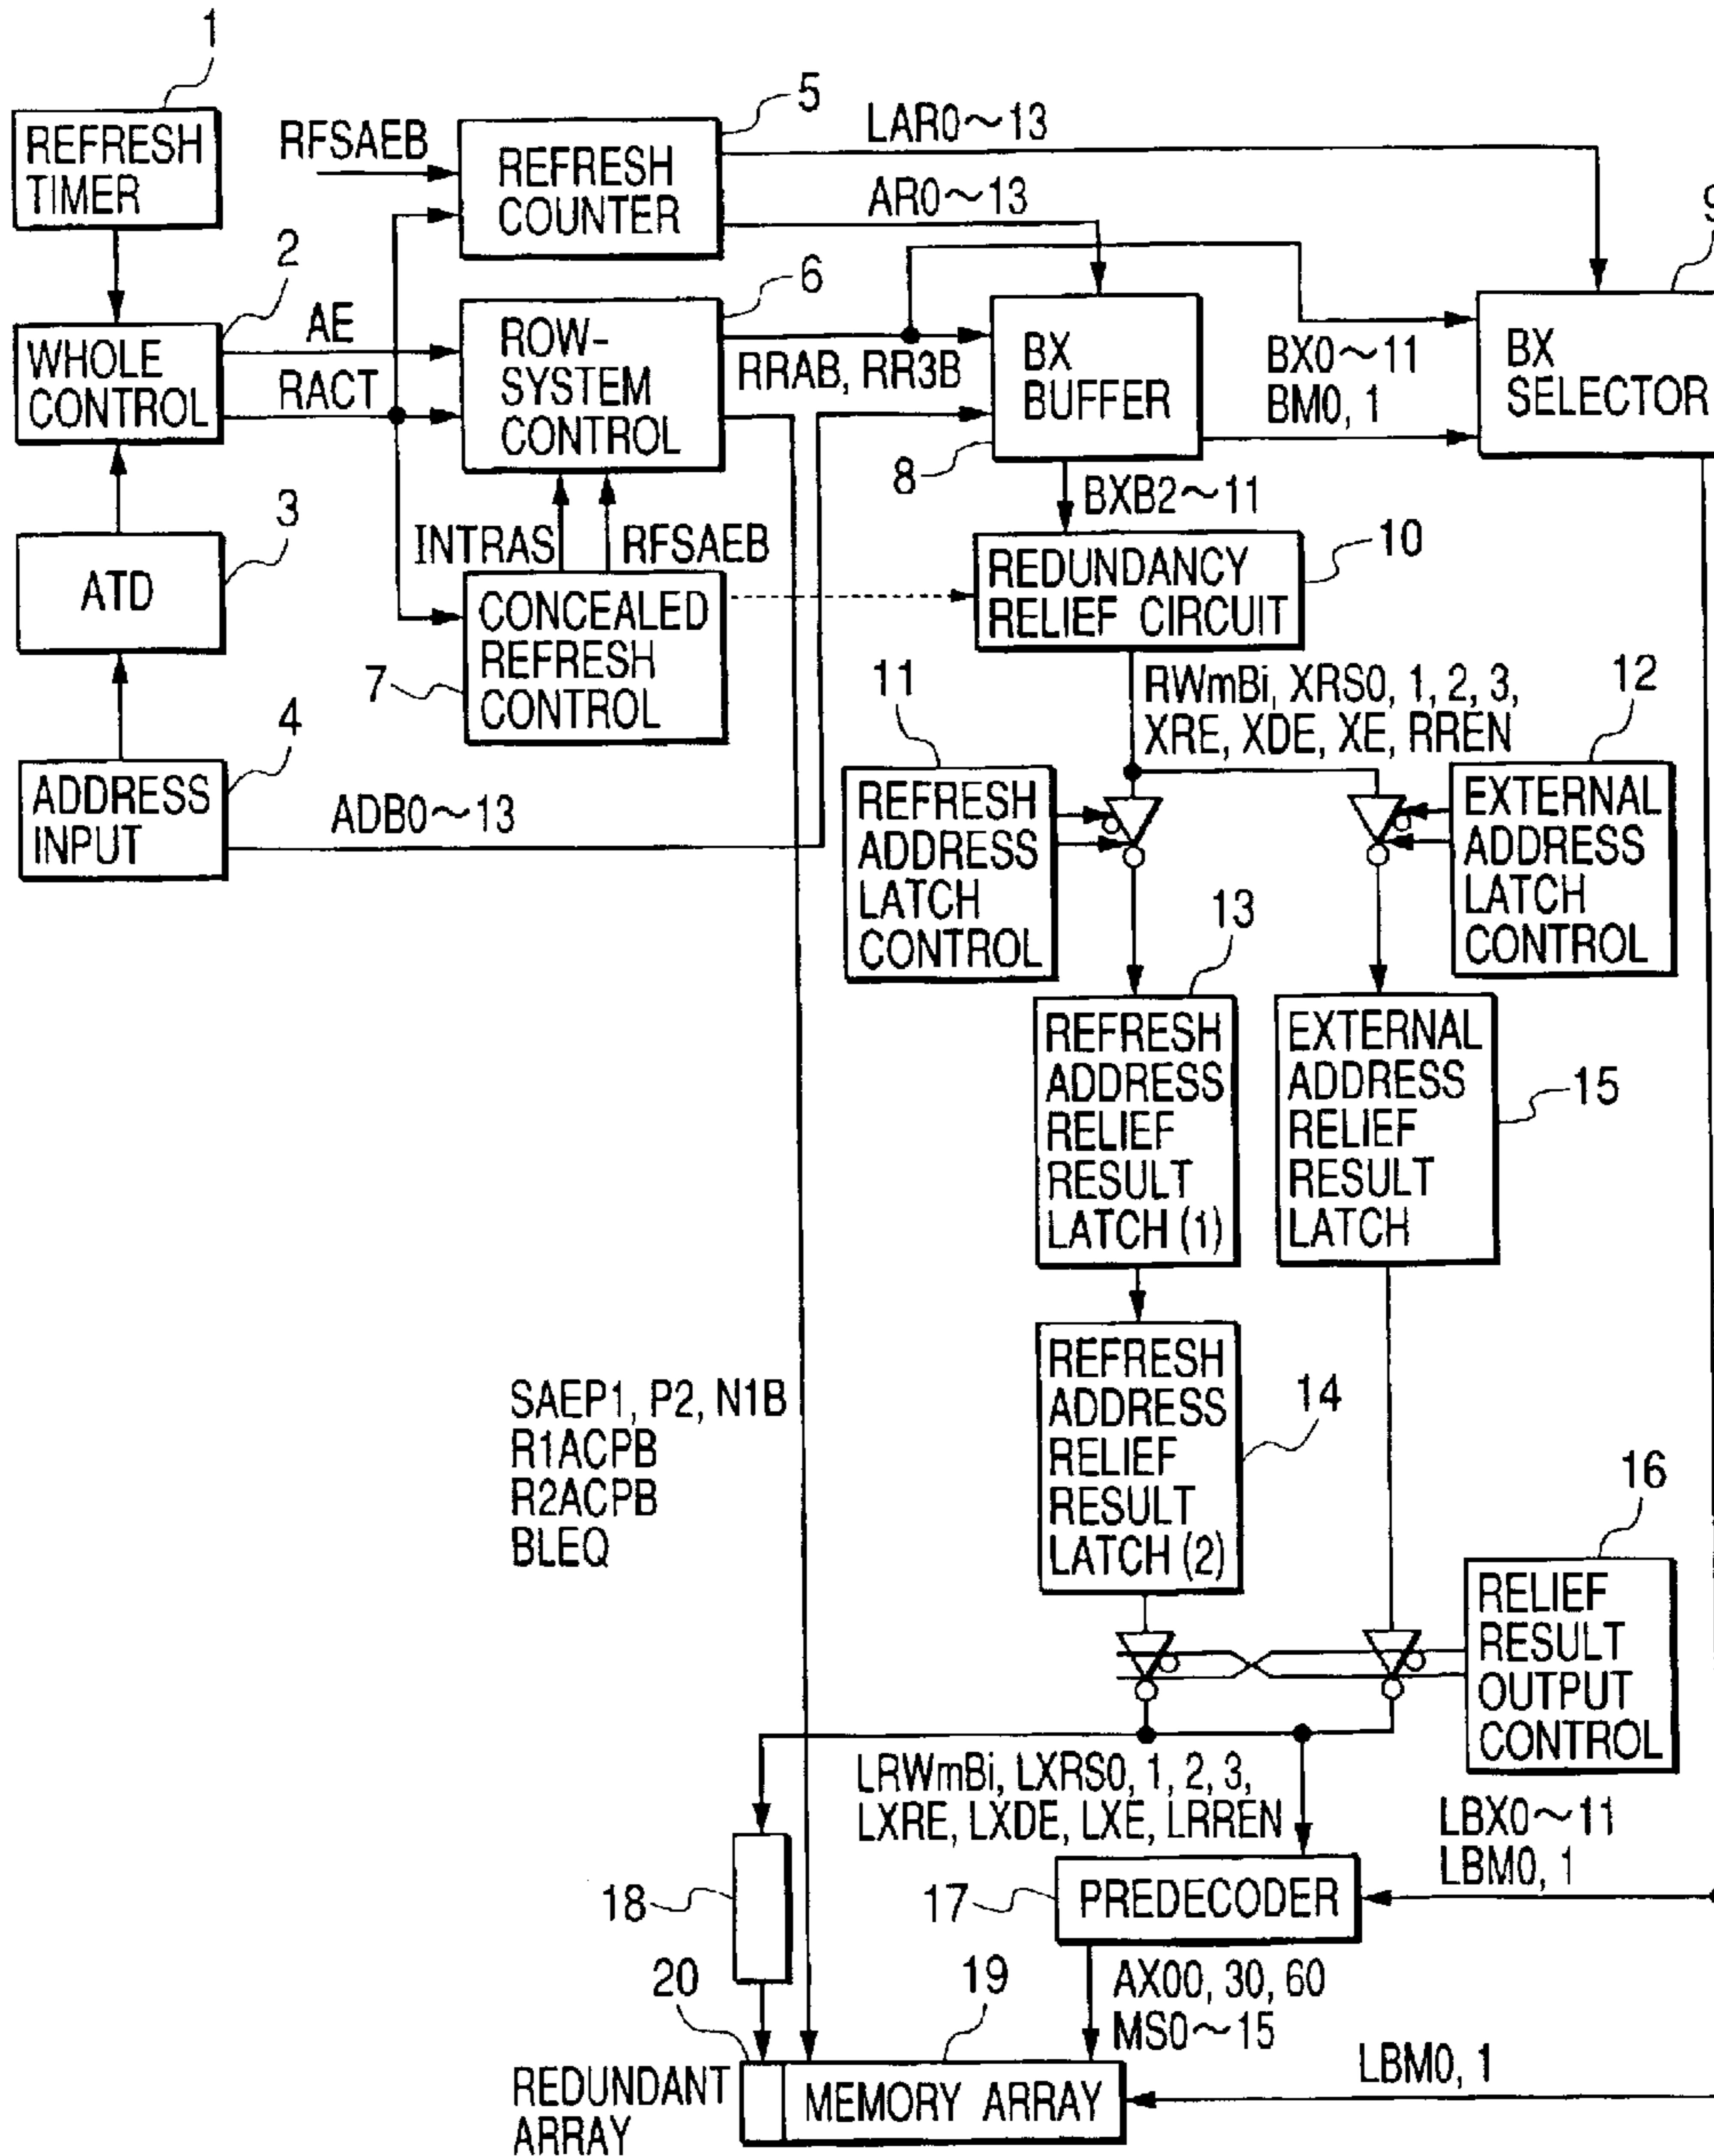 1
REFRESH
TIMER
RFSAEB
5
REFRESH
COUNTER
LAR0~13
AR0~13
9
2
WHOLE
CONTROL
AE
RACT
6
ROW-
SYSTEM
CONTROL
RRAB, RR3B
BX
BUFFER
8
BX0~11
BM0, 1
BX
SELECTOR
3
ATD
INTRAS
RFSAEB
BXB2~11
7
CONCEALED
REFRESH
CONTROL
REDUNDANCY
RELIEF CIRCUIT
10
4
ADDRESS
INPUT
ADB0~13
RWmBi, XRS0, 1, 2, 3,
XRE, XDE, XE, RREN
11
REFRESH
ADDRESS
LATCH
CONTROL
12
EXTERNAL
ADDRESS
LATCH
CONTROL
13
REFRESH
ADDRESS
RELIEF
RESULT
LATCH (1)
EXTERNAL
ADDRESS
RELIEF
RESULT
LATCH
15
REFRESH
ADDRESS
RELIEF
RESULT
LATCH (2)
14
SAEP1, P2, N1B
R1ACPB
R2ACPB
BLEQ
16
RELIEF
RESULT
OUTPUT
CONTROL
LRWmBi, LXRS0, 1, 2, 3,
LXRE, LXDE, LXE, LRREN
LBX0~11
LBM0, 1
18
17
PREDECODER
20
19
AX00, 30, 60
MS0~15
REDUNDANT
ARRAY
MEMORY ARRAY
LBM0, 1